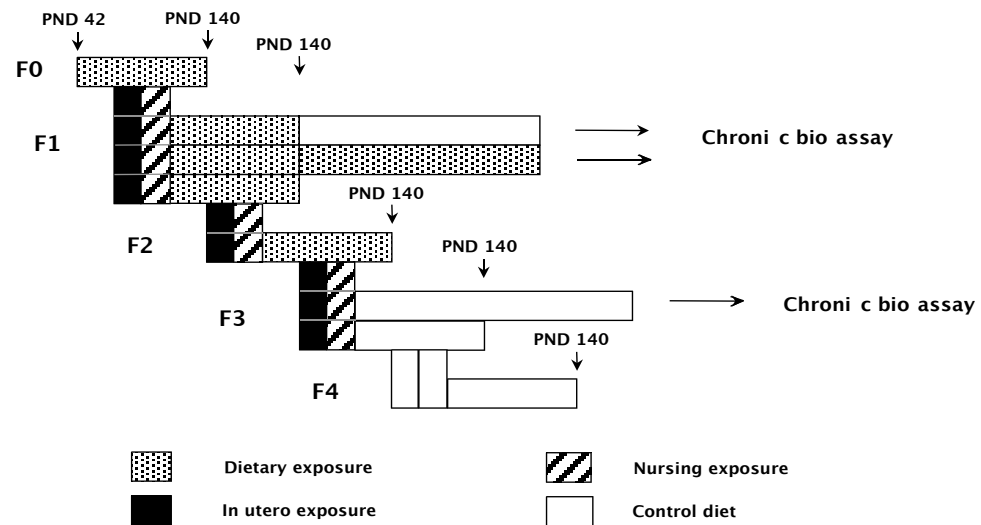 PND 42
PND 140
PND 140
F0
F1
Chroni c bio assay
PND 140
F2
PND 140
F3
Chroni c bio assay
PND 140
F4
Dietary exposure
Nursing exposure
In utero exposure
Control diet